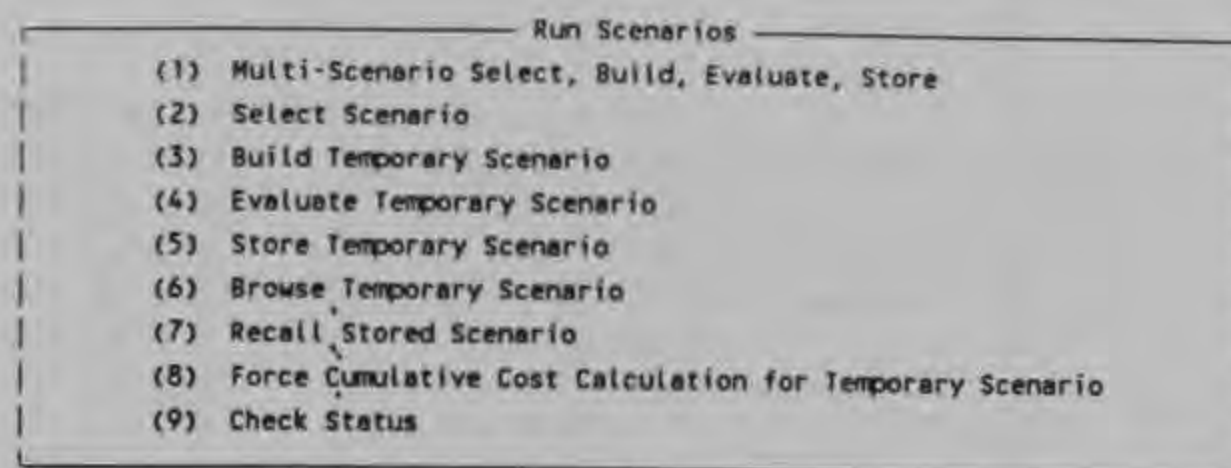 Run Scenarios
(1) Multi-Scenario Select, Build, Evaluate, Store
(2) Select Scenario
(3) Build Temporary Scenario
(4) Evaluate Temporary Scenario
(5) Store Temporary Scenario
(6) Browse Temporary Scenario
(7) Recall Stored Scenario
(8) Force Cumulative Cost Calculation for Temporary Scenario
(9) Check Status